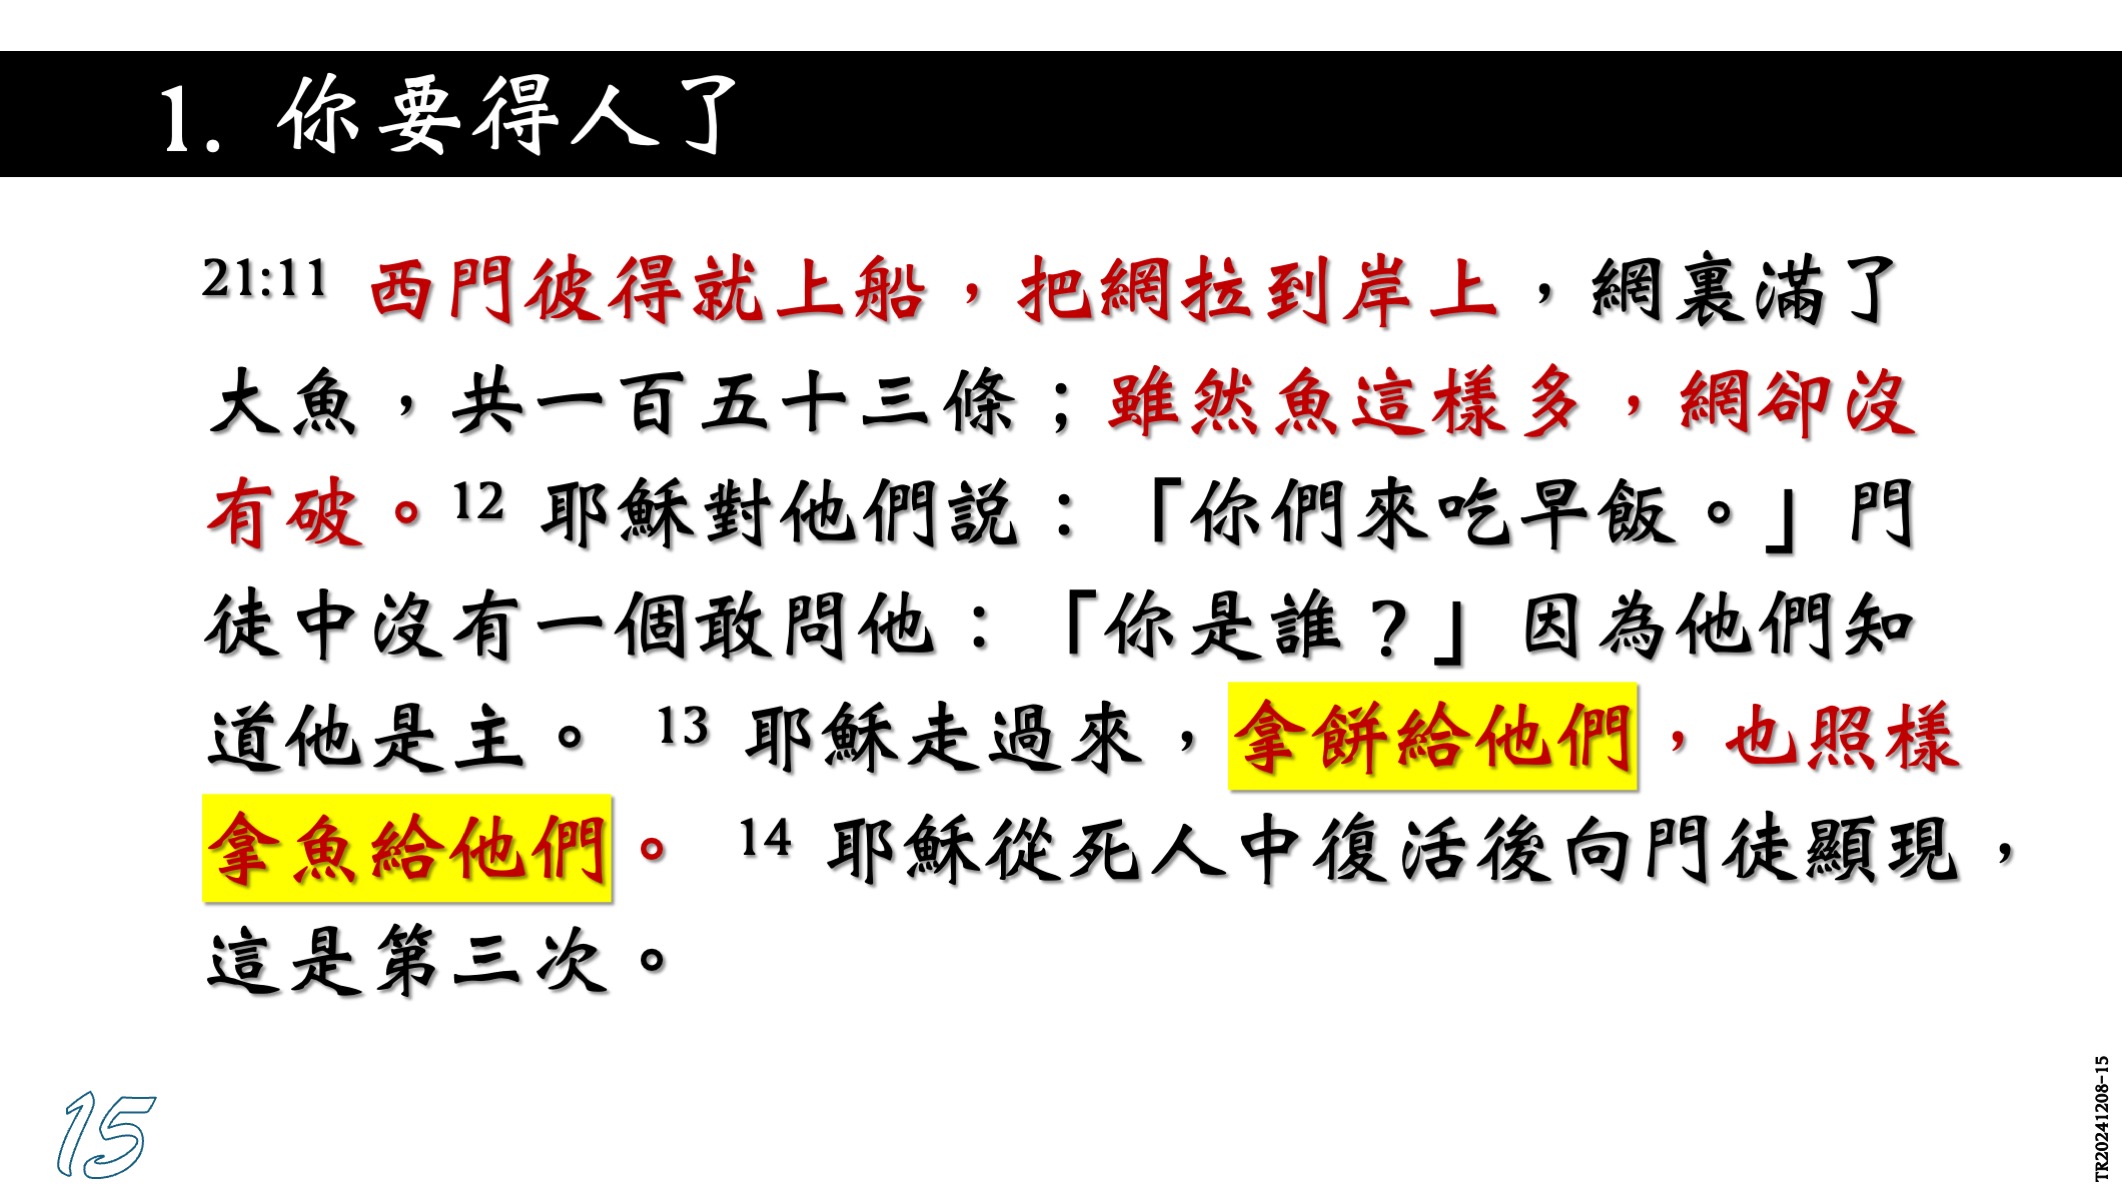 1. 你要得人了
21:11 西門彼得就上船，把網拉到岸上，網裏滿了
大魚，共一百五十三條；雖然魚這樣多，網卻沒
有破。12 耶穌對他們說：「你們來吃早飯。」門
徒中沒有一個敢問他：「你是誰？」因為他們知
道他是主。 13 耶穌走過來，拿餅給他們，也照樣
拿魚給他們。 14 耶穌從死人中復活後向門徒顯現，
這是第三次。
15
TR20241208-15